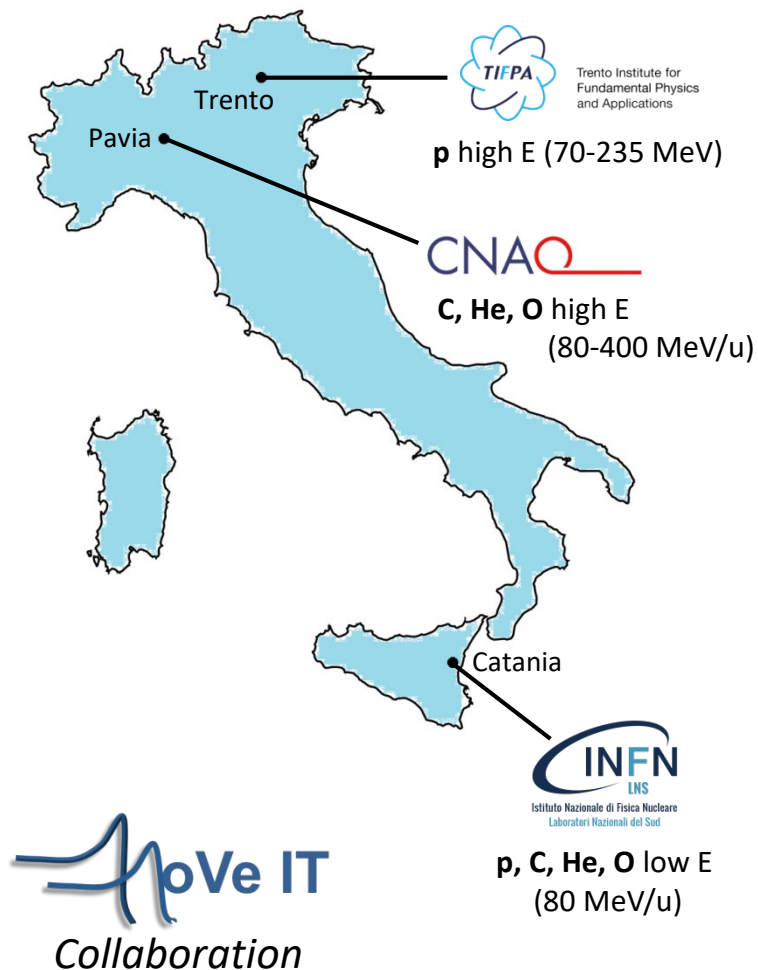 TIFPA
Trento Institute for
Fundamental Physics
and Applications
Trento
Pavia
p high E (70-235 MeV)
CNAO
C, He, O high E
(80-400 MeV/u)
Catania
INFN
LNS
Istituto Nazionale di Fisica Nucleare
Laboratori Nazionali del Sud
p, C, He, O low E
(80 MeV/u)
MoVe IT
Collaboration